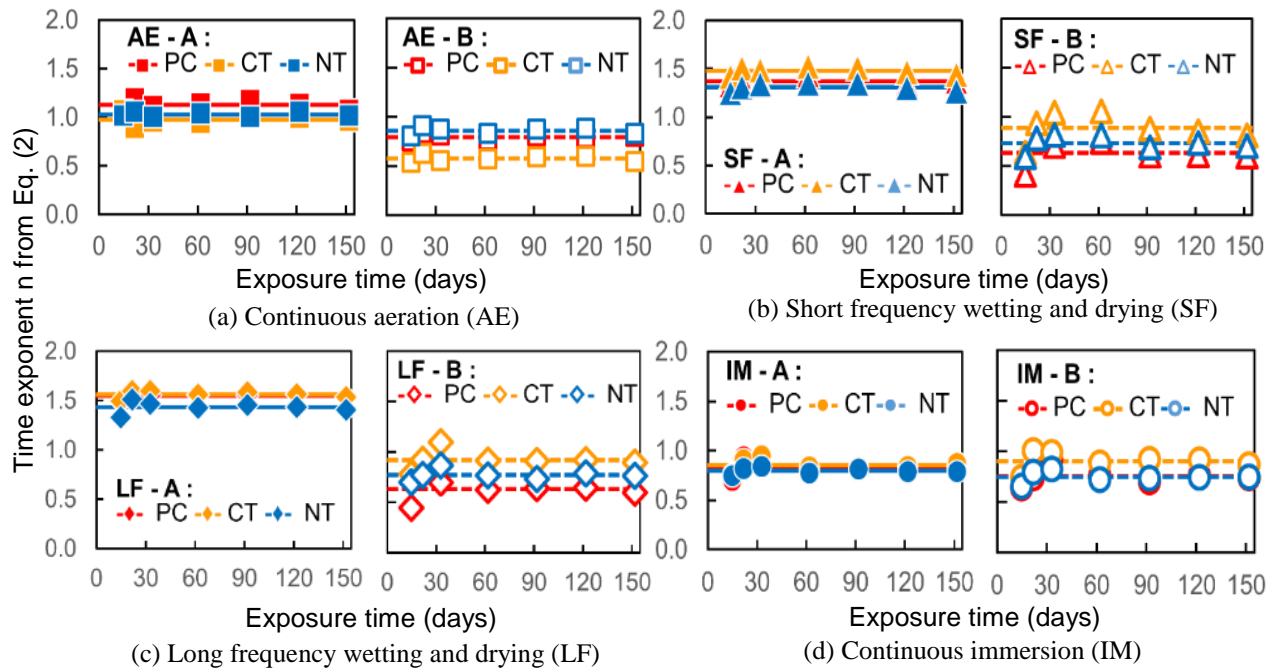 Time exponent n from Eq. (2)
2.0
1.5
1.0
0.5
0.0
AE - A :
PC CT NT
0 30 60 90 120 150
AE - B :
PC CT NT
0 30 60 90 120 150
Exposure time (days)
(a) Continuous aeration (AE)
2.0
1.5
1.0
0.5
0.0
SF - A :
PC CT NT
0 30 60 90 120 150
SF - B :
PC CT NT
0 30 60 90 120 150
Exposure time (days)
(b) Short frequency wetting and drying (SF)
2.0
1.5
1.0
0.5
0.0
LF - A :
PC CT NT
0 30 60 90 120 150
LF - B :
PC CT NT
0 30 60 90 120 150
Exposure time (days)
(c) Long frequency wetting and drying (LF)
2.0
1.5
1.0
0.5
0.0
IM - A :
PC CT NT
0 30 60 90 120 150
IM - B :
PC CT NT
0 30 60 90 120 150
Exposure time (days)
(d) Continuous immersion (IM)